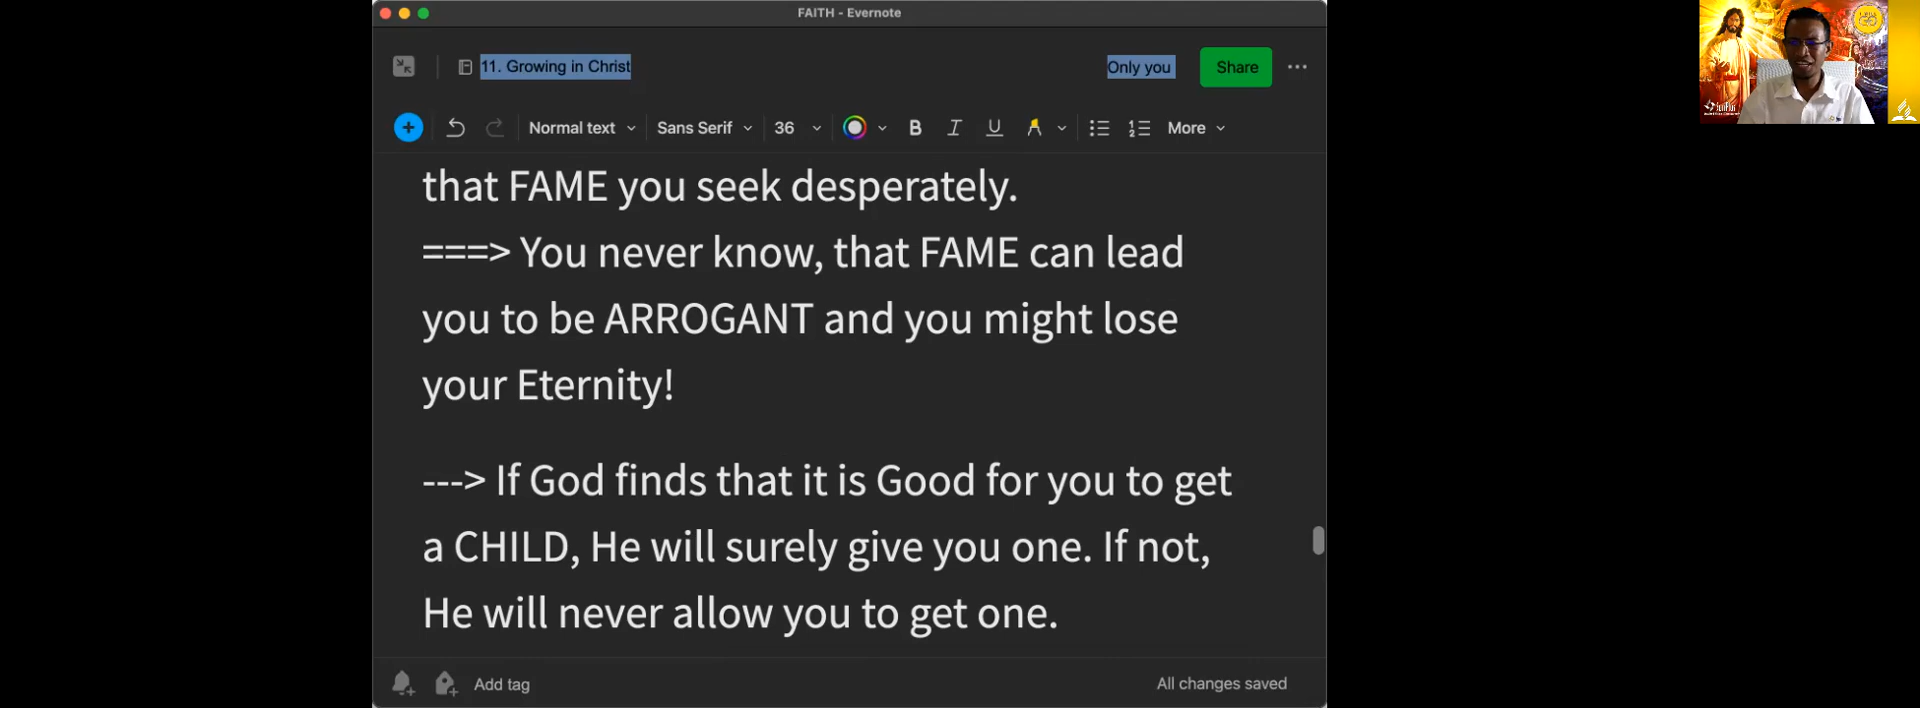 FAITH - Evernote
11. Growing in Christ
Only you
Share
Normal text
Sans Serif
36
B
I
U
More
that FAME you seek desperately.
===> You never know, that FAME can lead
you to be ARROGANT and you might lose
your Eternity!
---> If God finds that it is Good for you to get
a CHILD, He will surely give you one. If not,
He will never allow you to get one.
Add tag
All changes saved